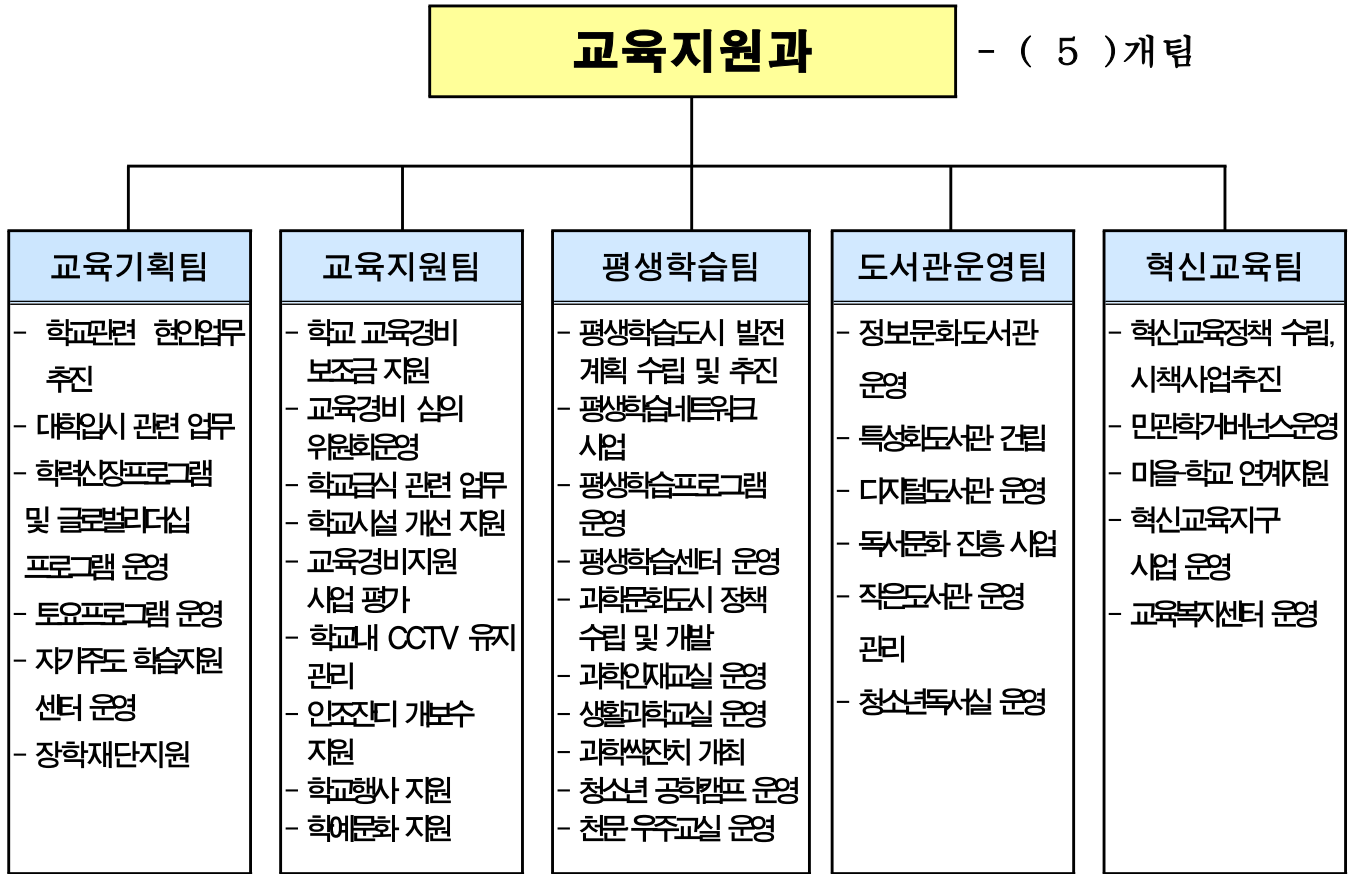 교육지원과
- ( 5 )개팀
교육기획팀
- 학교관련 현안업무
추진
- 대학입시 관련 업무
- 학력신장프로그램
및 글로벌리더십
프로그램 운영
- 토요프로그램 운영
- 자기주도 학습지원
센터 운영
- 장학재단지원
교육지원팀
- 학교 교육경비
보조금 지원
- 교육경비 심의
위원회운영
- 학교급식 관련 업무
- 학교시설 개선 지원
- 교육경비지원
사업 평가
- 학교내 CCTV 유지
관리
- 인조잔디 개보수
지원
- 학교행사 지원
- 학예문화 지원
평생학습팀
- 평생학습도시 발전
계획 수립 및 추진
- 평생학습네트워크
사업
- 평생학습프로그램
운영
- 평생학습센터 운영
- 과학문화도시 정책
수립 및 개발
- 과학인재교실 운영
- 생활과학교실 운영
- 과학싹잔치 개최
- 청소년 공학캠프 운영
- 천문 우주교실 운영
도서관운영팀
- 정보문화도서관
운영
- 특성화도서관 건립
- 디지털도서관 운영
- 독서문화 진흥 사업
- 작은도서관 운영
관리
- 청소년독서실 운영
혁신교육팀
- 혁신교육정책 수립,
시책사업추진
- 민관학거버넌스운영
- 마을-학교 연계지원
- 혁신교육지구
사업 운영
- 교육복지센터 운영